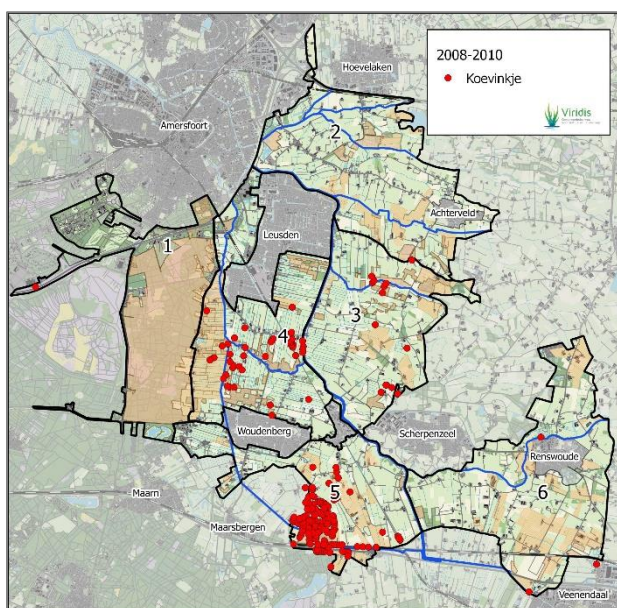 2008-2010
Koevinkje
Viridis
Hoevelaken
Amersfoort
2
Achterveld
1
Leusden
3
4
Woudenberg
Scherpenzeel
Renswoude
5
6
Maarn
Maarsbergen
Veenendaal